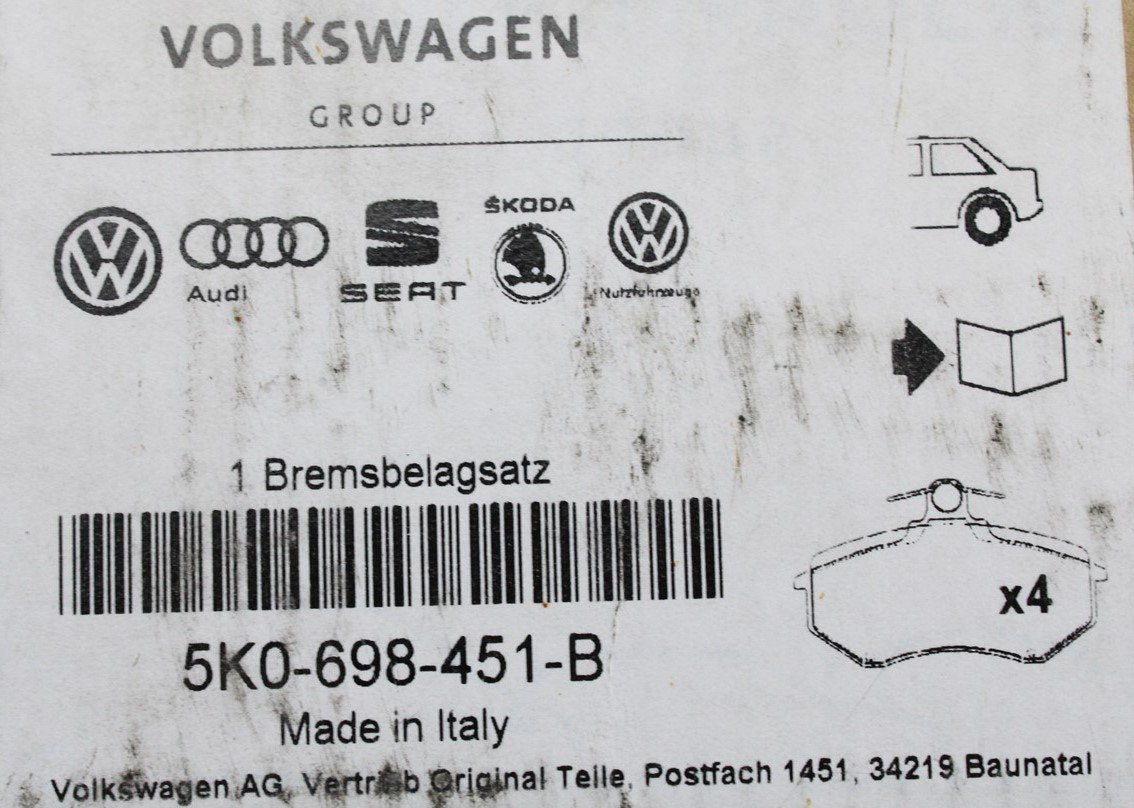 VOLKSWAGEN
GROUP
Audi
SEAT
ŠKODA
Nutzfahrzeuge
1 Bremsbelagsatz
x4
5K0-698-451-B
Made in Italy
Volkswagen AG, Vertrieb Original Teile, Postfach 1451, 34219 Baunatal